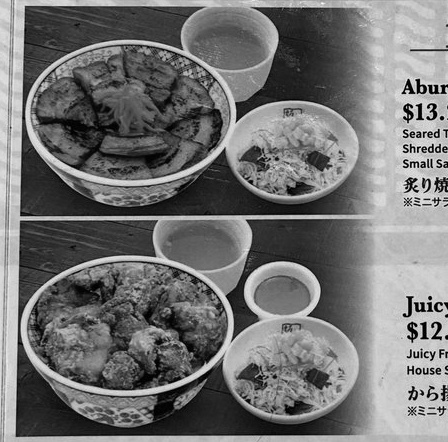 Abur
$13.
Seared T
Shredde
Small Sa
炙り焼
※ミニサラ
Juicy
$12.
Juicy Fr
House S
から揚
※ミニサ